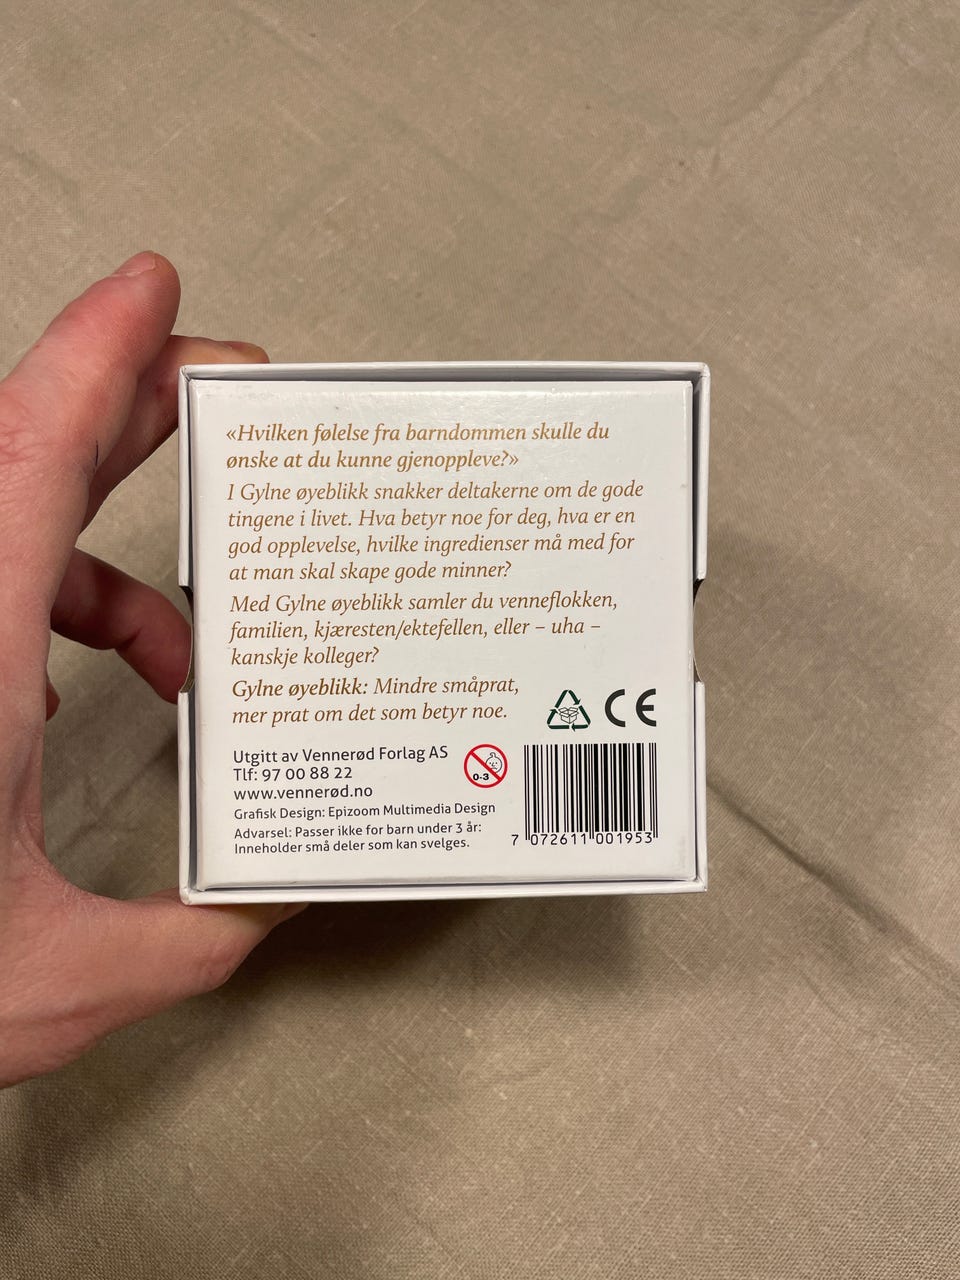 «Hvilken følelse fra barndommen skulle du
ønske at du kunne gjenoppleve?»
I Gylne øyeblikk snakker deltakerne om de gode
tingene i livet. Hva betyr noe for deg, hva er en
god opplevelse, hvilke ingredienser må med for
at man skal skape gode minner?
Med Gylne øyeblikk samler du venneflokken,
familien, kjæresten/ektefellen, eller – uha –
kanskje kolleger?
Gylne øyeblikk: Mindre småprat,
mer prat om det som betyr noe.
CE
Utgitt av Vennerød Forlag AS
Tlf: 97 00 88 22
www.vennerød.no
0-3
Grafisk Design: Epizoom Multimedia Design
Advarsel: Passer ikke for barn under 3 år:
Inneholder små deler som kan svelges.
7 072611 001953